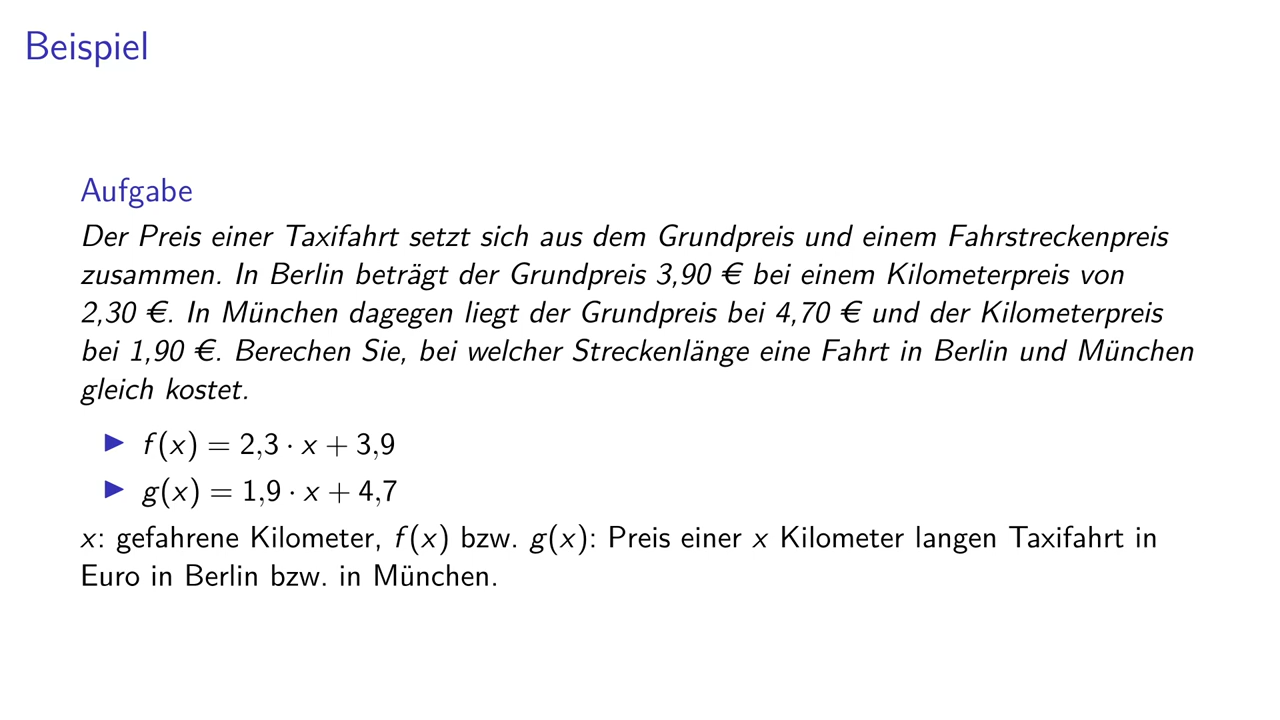 Beispiel
Aufgabe
Der Preis einer Taxifahrt setzt sich aus dem Grundpreis und einem Fahrstreckenpreis
zusammen. In Berlin beträgt der Grundpreis 3,90 € bei einem Kilometerpreis von
2,30 €. In München dagegen liegt der Grundpreis bei 4,70 € und der Kilometerpreis
bei 1,90 €. Berechen Sie, bei welcher Streckenlänge eine Fahrt in Berlin und München
gleich kostet.
▶ f(x) = 2,3 · x + 3,9
▶ g(x) = 1,9 · x + 4,7
x: gefahrene Kilometer, f(x) bzw. g(x): Preis einer x Kilometer langen Taxifahrt in
Euro in Berlin bzw. in München.